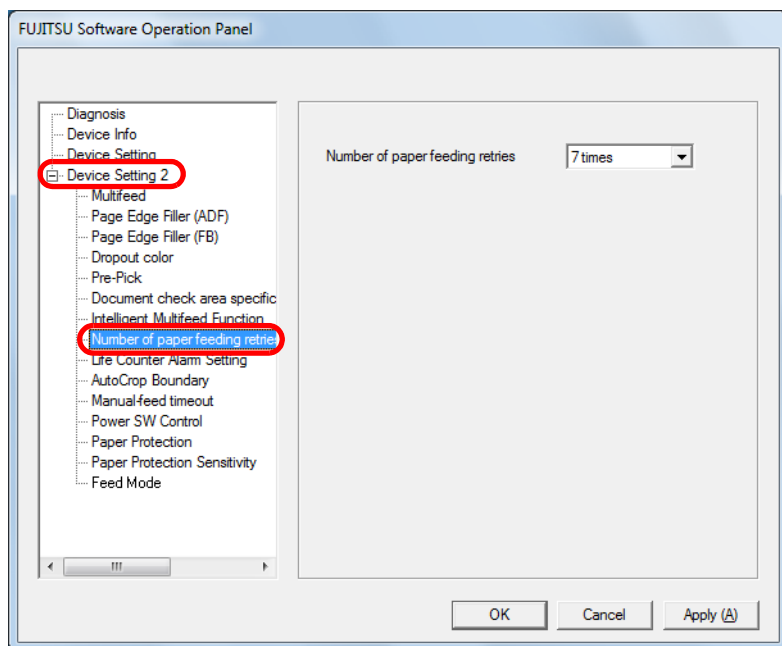 FUJITSU Software Operation Panel
Diagnosis
Device Info
Device Setting
Device Setting 2
Multifeed
Page Edge Filler (ADF)
Page Edge Filler (FB)
Dropout color
Pre-Pick
Document check area specific
Intelligent Multifeed Function
Number of paper feeding retries
Life Counter Alarm Setting
AutoCrop Boundary
Manual-feed timeout
Power SW Control
Paper Protection
Paper Protection Sensitivity
Feed Mode
Number of paper feeding retries 7 times
OK Cancel Apply (A)